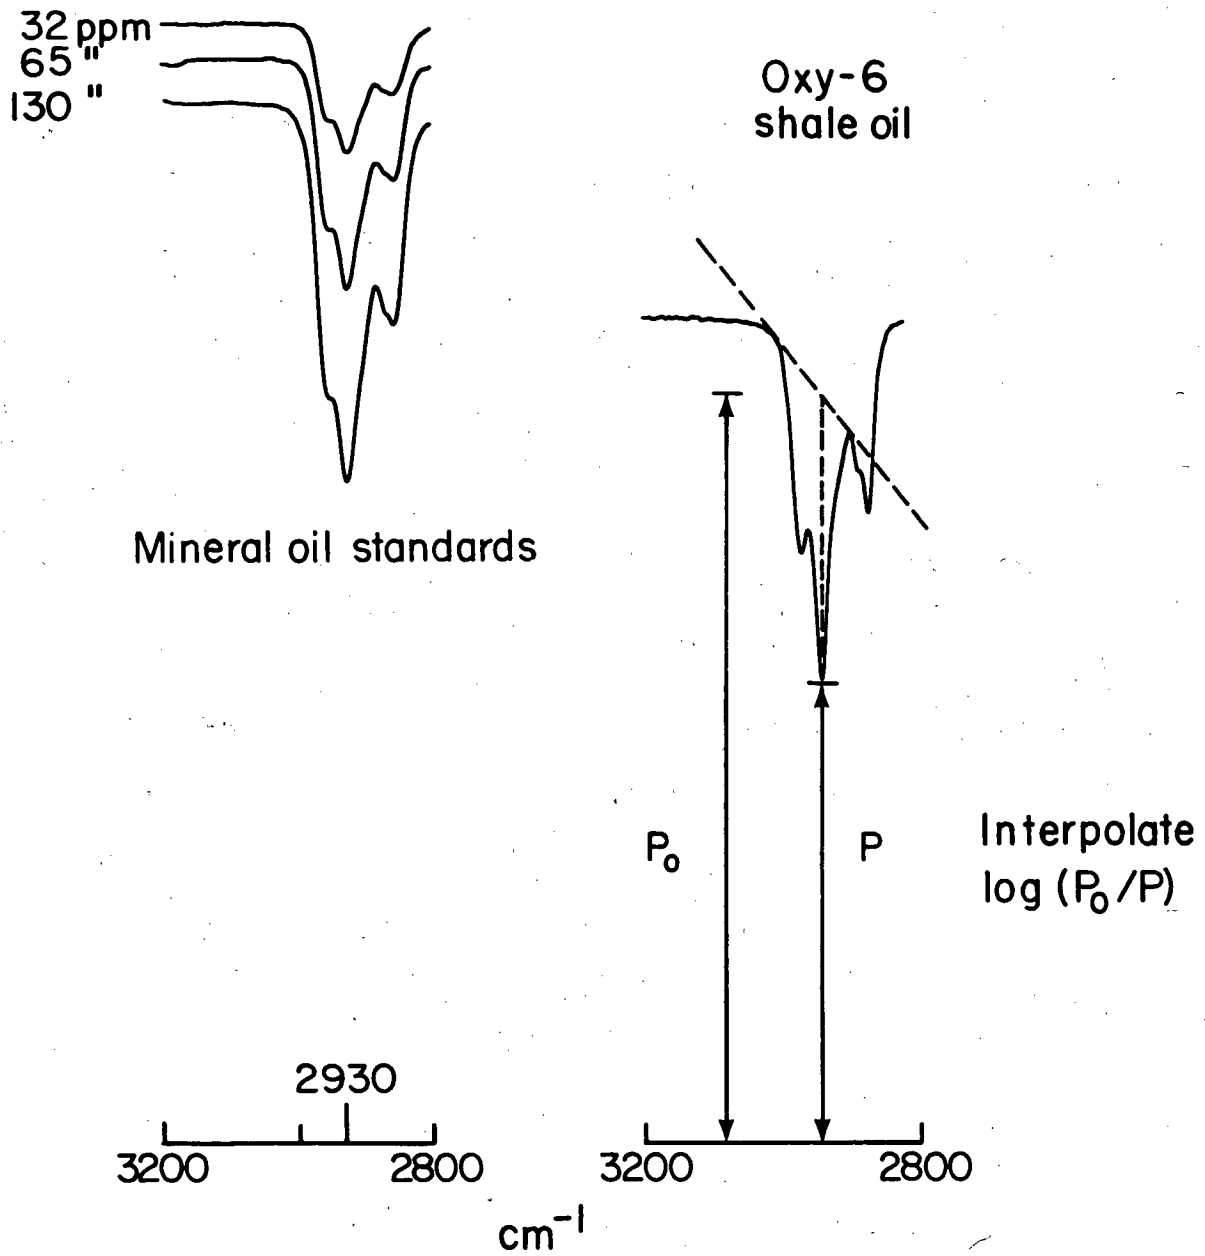 32 ppm
65 "
130 "
Oxy-6
shale oil
Mineral oil standards
P₀
P
Interpolate
log (P₀/P)
2930
3200
2800
3200
2800
cm⁻¹